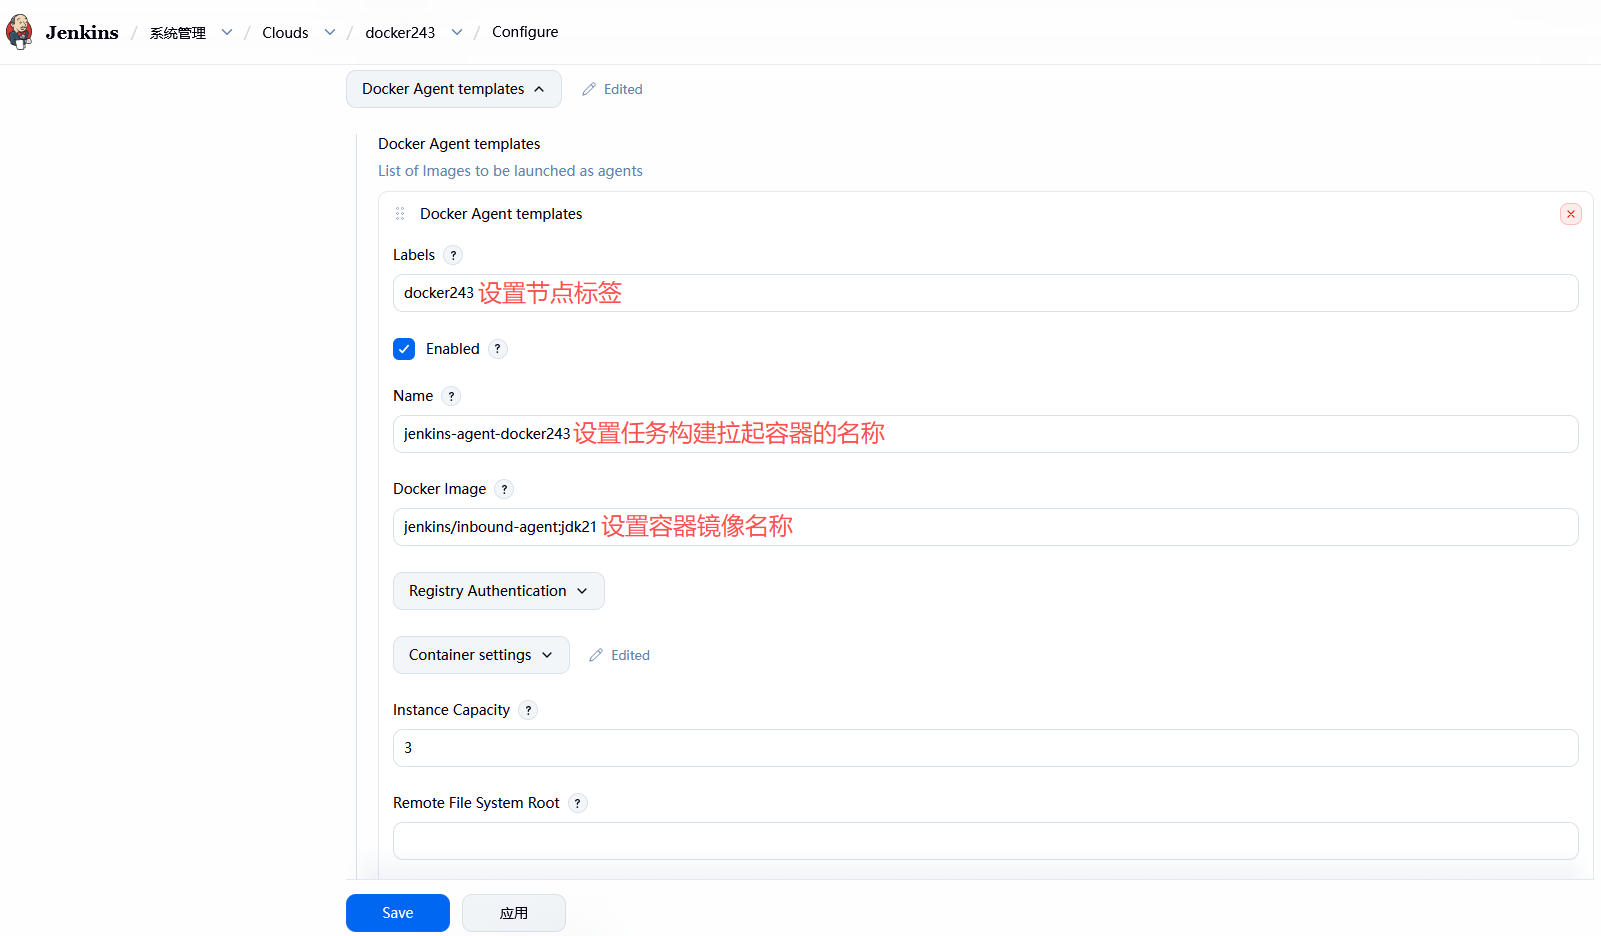 Jenkins / 系统管理 / Clouds / docker243 / Configure
Docker Agent templates Edited
Docker Agent templates
List of Images to be launched as agents
Docker Agent templates
Labels ?
docker243 设置节点标签
Enabled ?
Name ?
jenkins-agent-docker243 设置任务构建拉起容器的名称
Docker Image ?
jenkins/inbound-agent:jdk21 设置容器镜像名称
Registry Authentication
Container settings Edited
Instance Capacity ?
3
Remote File System Root ?
Save 应用